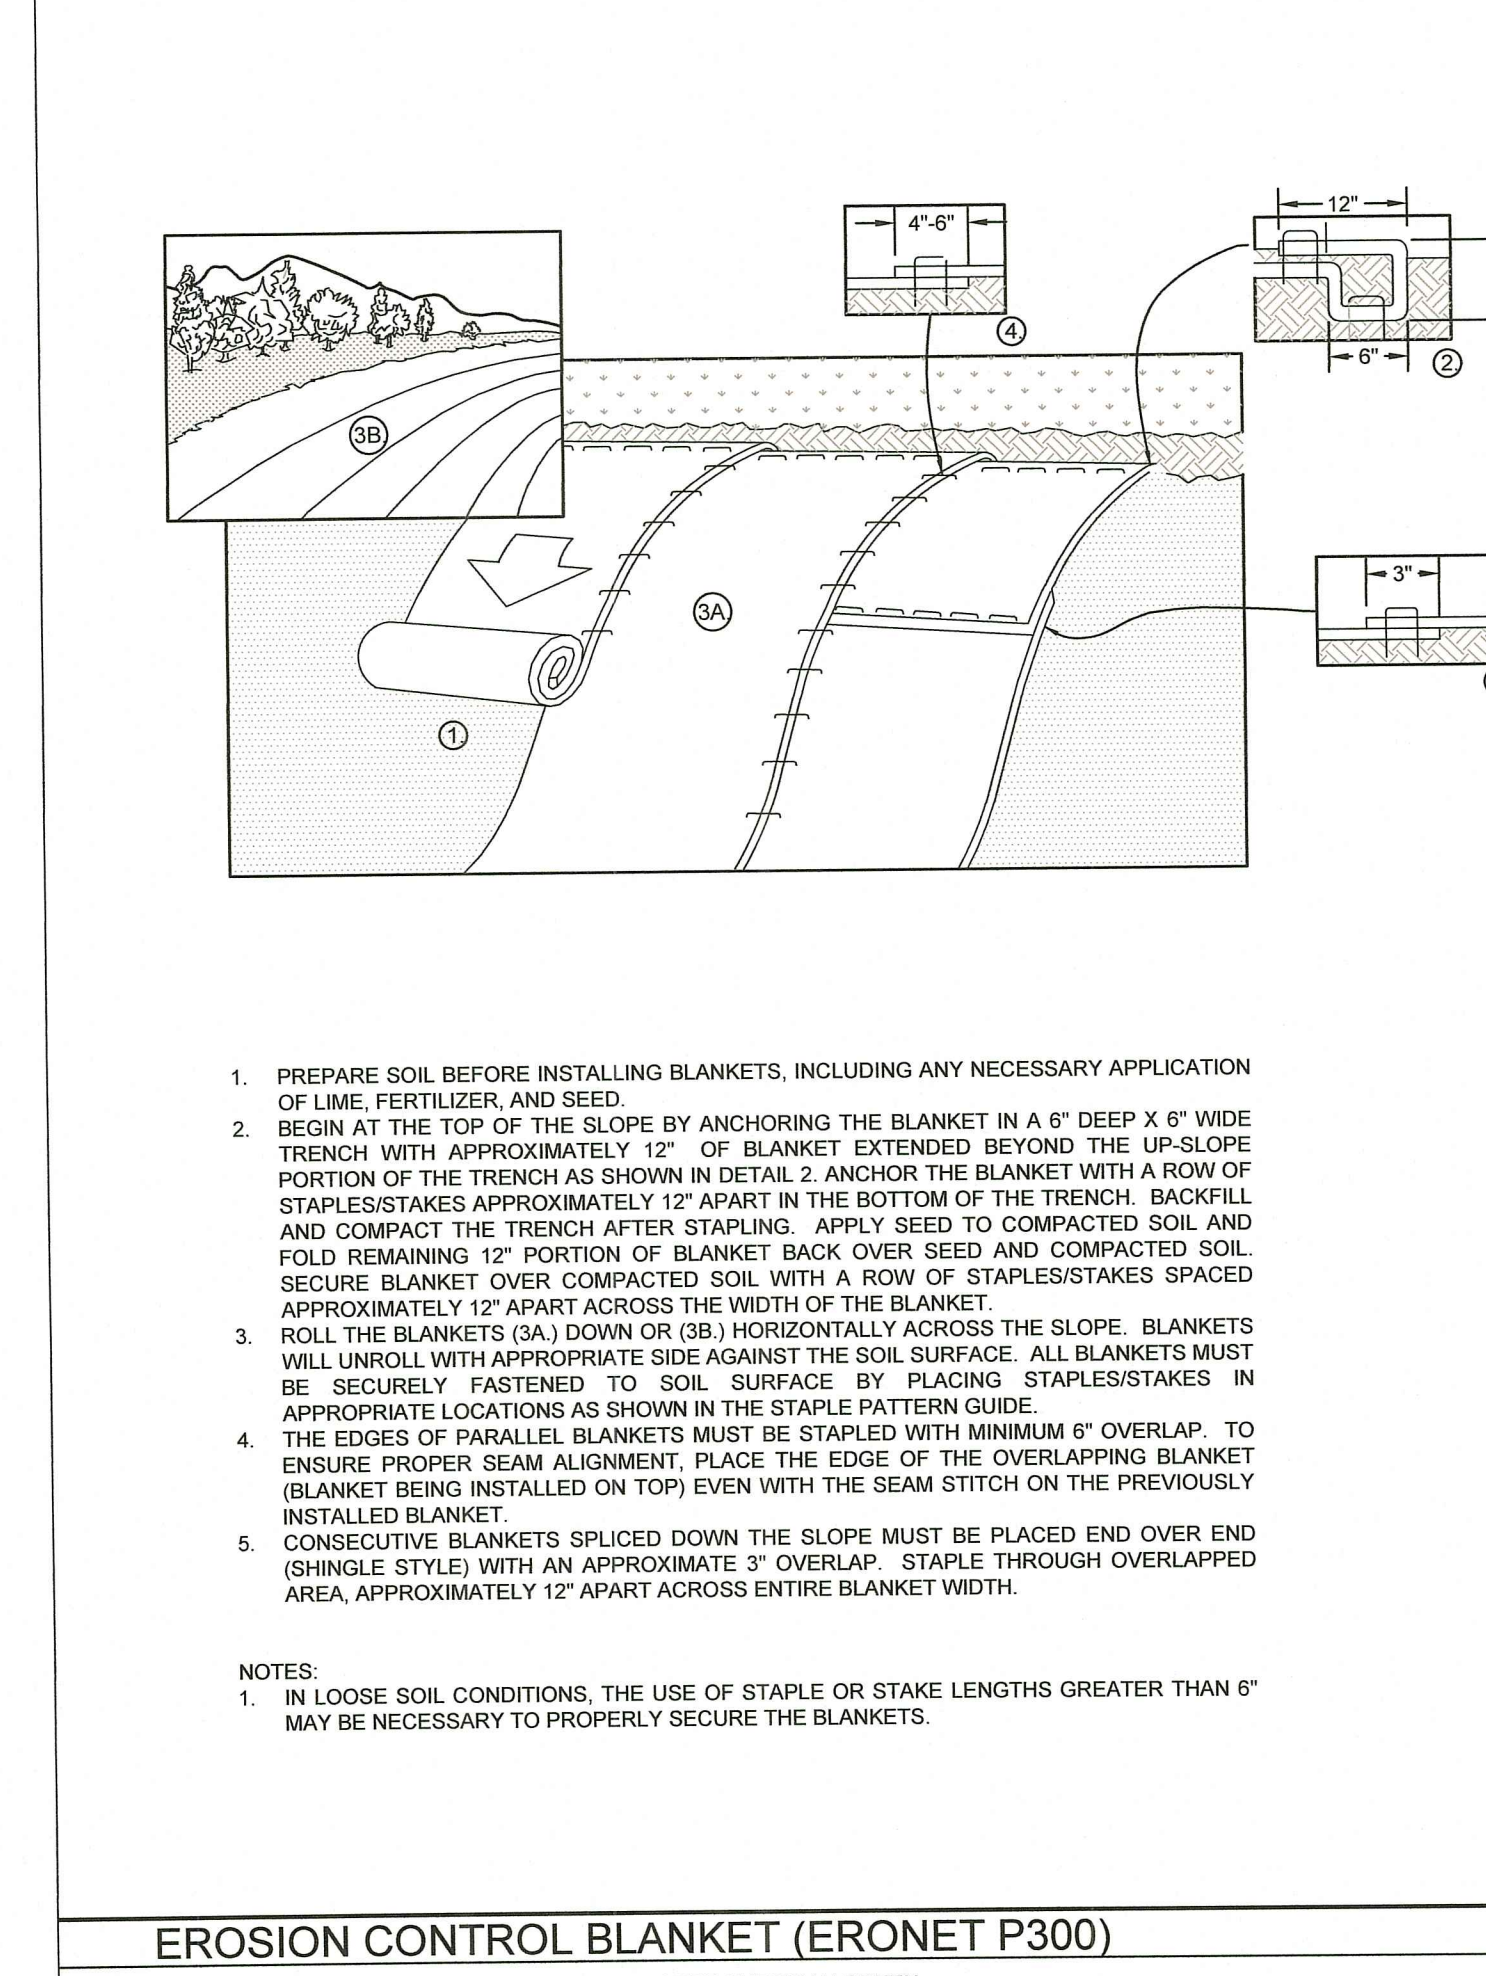 12"
4"-6"
4.
6"
2.
3B.
3"
3A.
1.
1. PREPARE SOIL BEFORE INSTALLING BLANKETS, INCLUDING ANY NECESSARY APPLICATION
OF LIME, FERTILIZER, AND SEED.
2. BEGIN AT THE TOP OF THE SLOPE BY ANCHORING THE BLANKET IN A 6" DEEP X 6" WIDE
TRENCH WITH APPROXIMATELY 12" OF BLANKET EXTENDED BEYOND THE UP-SLOPE
PORTION OF THE TRENCH AS SHOWN IN DETAIL 2. ANCHOR THE BLANKET WITH A ROW OF
STAPLES/STAKES APPROXIMATELY 12" APART IN THE BOTTOM OF THE TRENCH. BACKFILL
AND COMPACT THE TRENCH AFTER STAPLING. APPLY SEED TO COMPACTED SOIL AND
FOLD REMAINING 12" PORTION OF BLANKET BACK OVER SEED AND COMPACTED SOIL.
SECURE BLANKET OVER COMPACTED SOIL WITH A ROW OF STAPLES/STAKES SPACED
APPROXIMATELY 12" APART ACROSS THE WIDTH OF THE BLANKET.
3. ROLL THE BLANKETS (3A.) DOWN OR (3B.) HORIZONTALLY ACROSS THE SLOPE. BLANKETS
WILL UNROLL WITH APPROPRIATE SIDE AGAINST THE SOIL SURFACE. ALL BLANKETS MUST
BE SECURELY FASTENED TO SOIL SURFACE BY PLACING STAPLES/STAKES IN
APPROPRIATE LOCATIONS AS SHOWN IN THE STAPLE PATTERN GUIDE.
4. THE EDGES OF PARALLEL BLANKETS MUST BE STAPLED WITH MINIMUM 6" OVERLAP. TO
ENSURE PROPER SEAM ALIGNMENT, PLACE THE EDGE OF THE OVERLAPPING BLANKET
(BLANKET BEING INSTALLED ON TOP) EVEN WITH THE SEAM STITCH ON THE PREVIOUSLY
INSTALLED BLANKET.
5. CONSECUTIVE BLANKETS SPLICED DOWN THE SLOPE MUST BE PLACED END OVER END
(SHINGLE STYLE) WITH AN APPROXIMATE 3" OVERLAP. STAPLE THROUGH OVERLAPPED
AREA, APPROXIMATELY 12" APART ACROSS ENTIRE BLANKET WIDTH.
NOTES:
1. IN LOOSE SOIL CONDITIONS, THE USE OF STAPLE OR STAKE LENGTHS GREATER THAN 6"
MAY BE NECESSARY TO PROPERLY SECURE THE BLANKETS.
EROSION CONTROL BLANKET (ERONET P300)